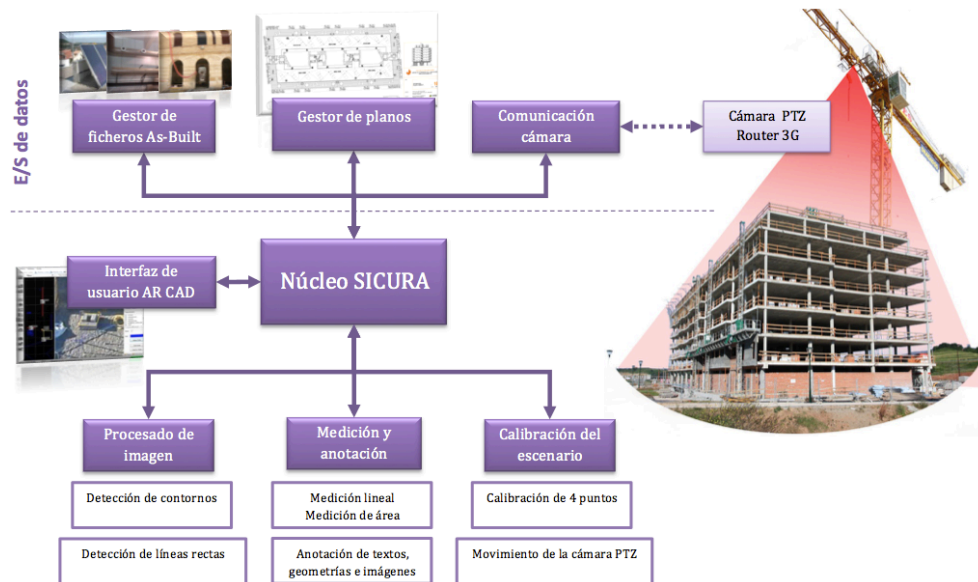 E/S de datos
Gestor de
ficheros As-Built
Gestor de planos
Comunicación
cámara
Cámara PTZ
Router 3G
Interfaz de
usuario AR CAD
Núcleo SICURA
Procesado de
imagen
Medición y
anotación
Calibración del
escenario
Detección de contornos
Medición lineal
Medición de área
Calibración de 4 puntos
Detección de líneas rectas
Anotación de textos,
geometrías e imágenes
Movimiento de la cámara PTZ